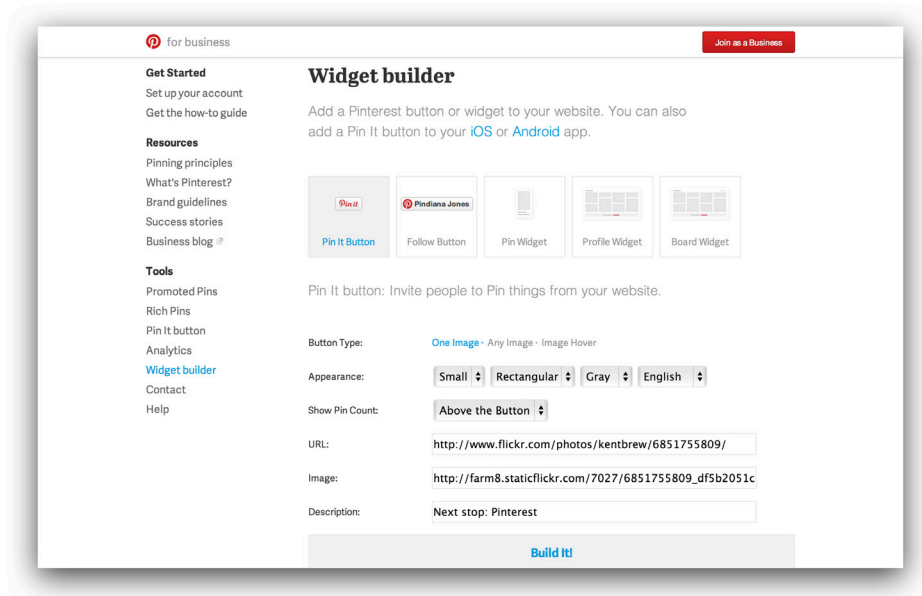 for business
Join as a Business
Get Started
Set up your account
Get the how-to guide
Resources
Pinning principles
What's Pinterest?
Brand guidelines
Success stories
Business blog
Tools
Promoted Pins
Rich Pins
Pin It button
Analytics
Widget builder
Contact
Help
Widget builder
Add a Pinterest button or widget to your website. You can also
add a Pin It button to your iOS or Android app.
Pin it
Pin It Button
Pindiana Jones
Follow Button
Pin Widget
Profile Widget
Board Widget
Pin It button: Invite people to Pin things from your website.
Button Type: One Image · Any Image · Image Hover
Appearance: Small Rectangular Gray English
Show Pin Count: Above the Button
URL: http://www.flickr.com/photos/kentbrew/6851755809/
Image: http://farm8.staticflickr.com/7027/6851755809_df5b2051c
Description: Next stop: Pinterest
Build It!